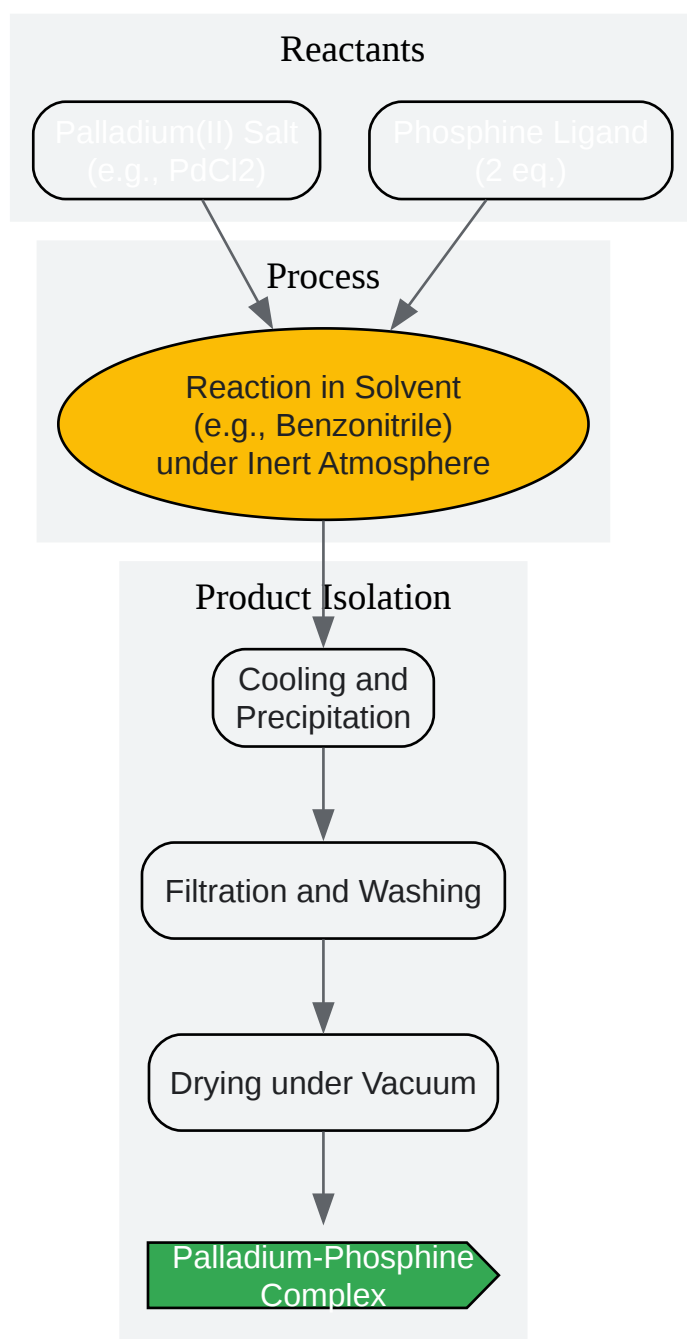 Reactants
Palladium(II) Salt
(e.g., PdCl2)
Phosphine Ligand
(2 eq.)
Process
Reaction in Solvent
(e.g., Benzonitrile)
under Inert Atmosphere
Product Isolation
Cooling and
Precipitation
Filtration and Washing
Drying under Vacuum
Palladium-Phosphine
Complex